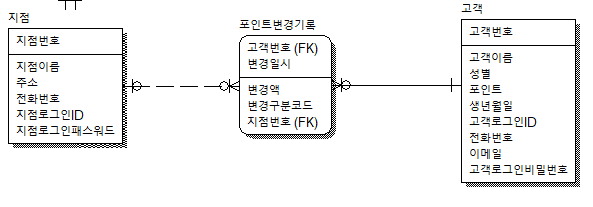 지점
지점번호
지점이름
주소
전화번호
지점로그인ID
지점로그인패스워드
포인트변경기록
고객번호 (FK)
변경일시
변경액
변경구분코드
지점번호 (FK)
고객
고객번호
고객이름
성별
포인트
생년월일
고객로그인ID
전화번호
이메일
고객로그인비밀번호